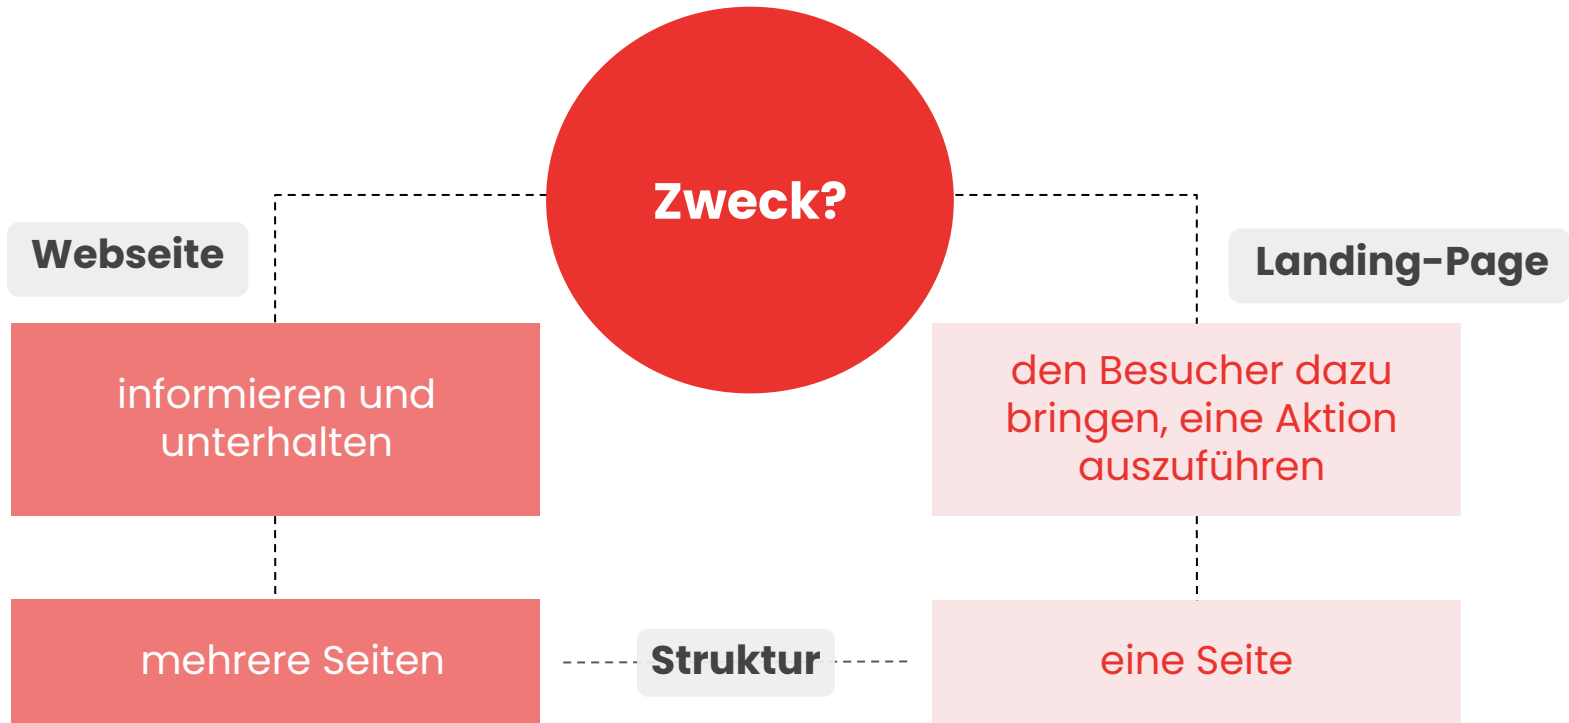 Zweck?
Webseite
Landing-Page
informieren und
unterhalten
den Besucher dazu
bringen, eine Aktion
auszuführen
mehrere Seiten
Struktur
eine Seite